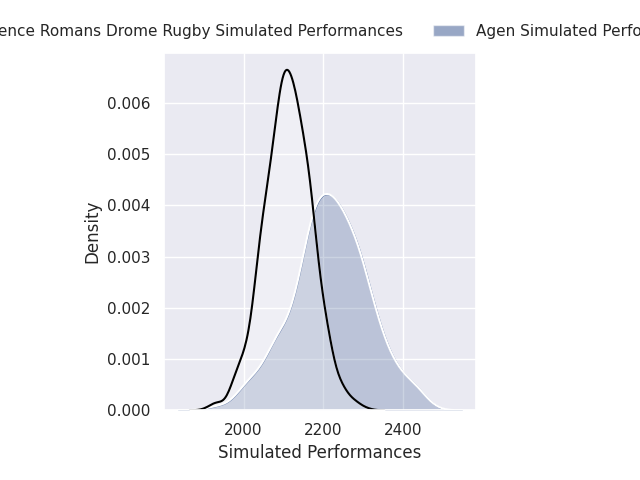 ence Romans Drome Rugby Simulated Performances
Agen Simulated Perfo
0.006
0.005
0.004
0.003
0.002
0.001
0.000
Density
2000 2200 2400
Simulated Performances